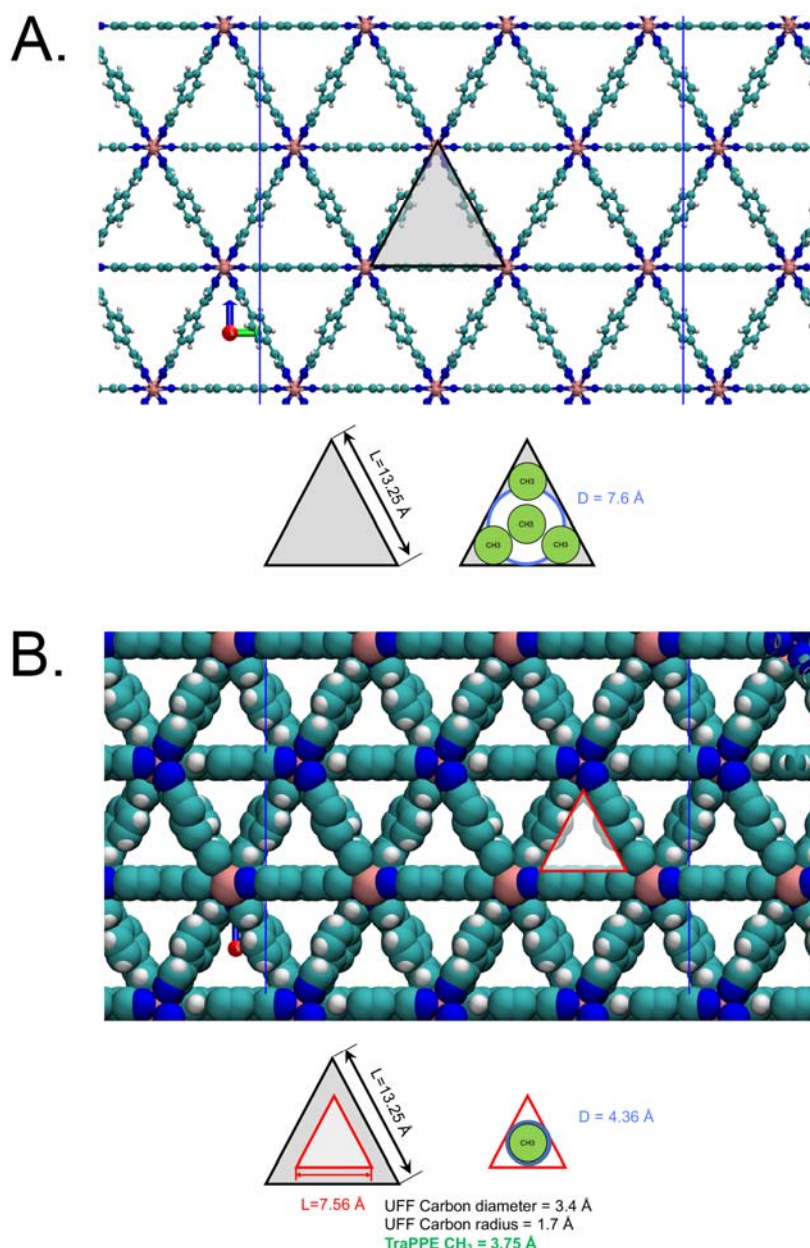 A.
L=13.25 Å
CH3
CH3
CH3
CH3
D = 7.6 Å
B.
L=13.25 Å
CH3
D = 4.36 Å
L=7.56 Å
UFF Carbon diameter = 3.4 Å
UFF Carbon radius = 1.7 Å
TraPPE CH₃ = 3.75 Å